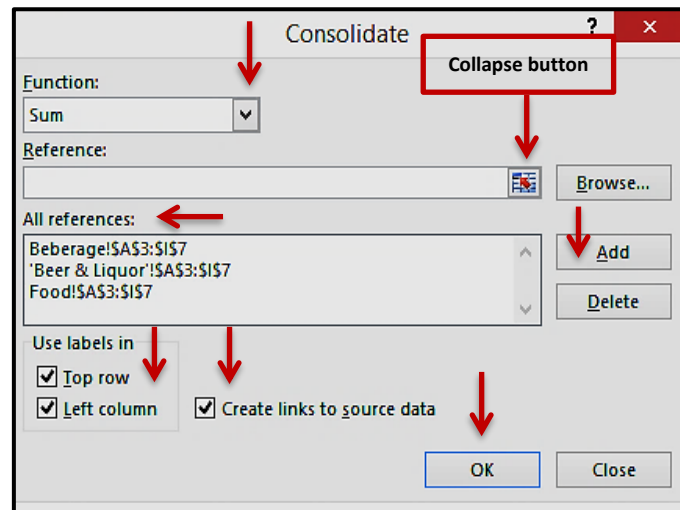 Consolidate
?
×
Collapse button
Function:
Sum
Reference:
Browse...
All references:
Beberage!$A$3:$I$7
'Beer & Liquor'!$A$3:$I$7
Food!$A$3:$I$7
Add
Delete
Use labels in
Top row
Left column
Create links to source data
OK
Close